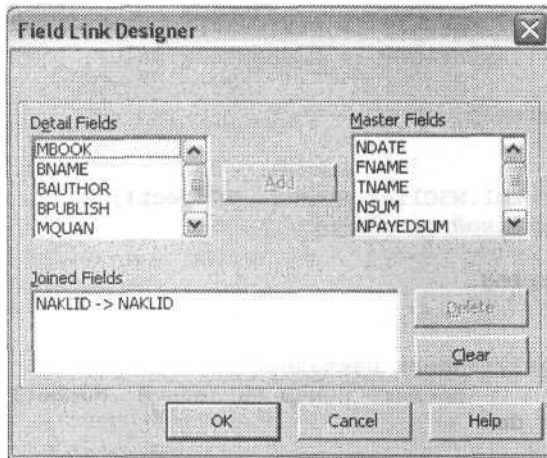 Field Link Designer
Detail Fields
MBOOK
BNAME
BAUTHOR
BPUBLISH
MQUAN
Add
Master Fields
NDATE
FNAME
TNAME
NSUM
NPAYEDSUM
Joined Fields
NAKLID -> NAKLID
Delete
Clear
OK
Cancel
Help